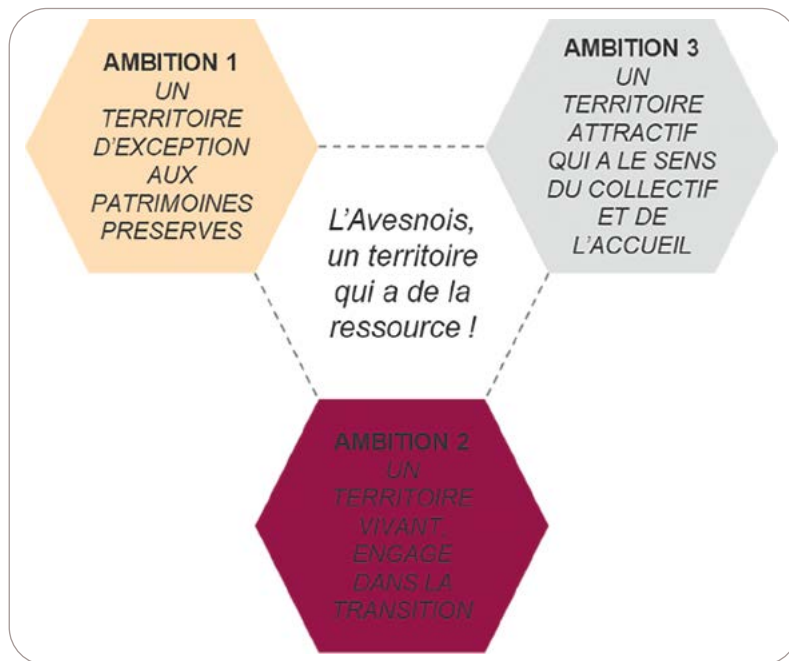 AMBITION 1
UN
TERRITOIRE
D'EXCEPTION
AUX
PATRIMOINES
PRESERVES
AMBITION 3
UN
TERRITOIRE
ATTRACTIF
QUI A LE SENS
DU COLLECTIF
ET DE
L'ACCUEIL
L'Avesnois,
un territoire
qui a de la
ressource !
AMBITION 2
UN
TERRITOIRE
VIVANT,
ENGAGE
DANS LA
TRANSITION